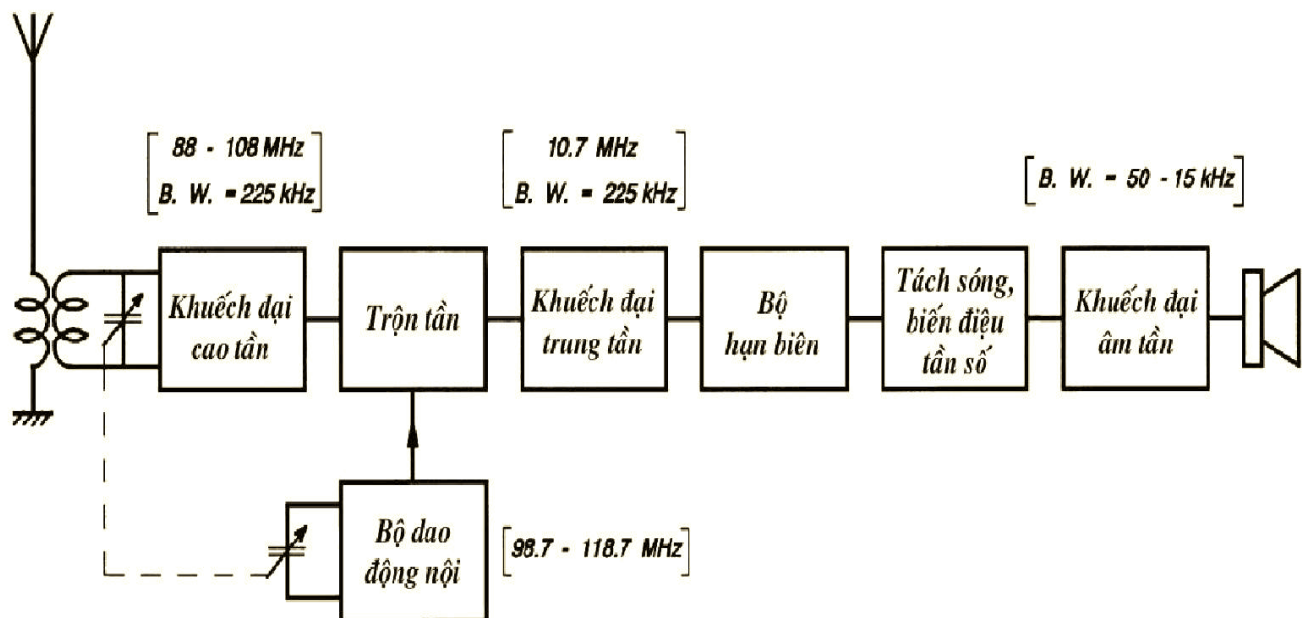 88 - 108 MHz
B. W. = 225 kHz
10.7 MHz
B. W. = 225 kHz
B. W. = 50 - 15 kHz
Khuếch đại
cao tần
Trộn tần
Khuếch đại
trung tần
Bộ
hạn biên
Tách sóng,
biến điệu
tần số
Khuếch đại
âm tần
Bộ dao
động nội
98.7 - 118.7 MHz